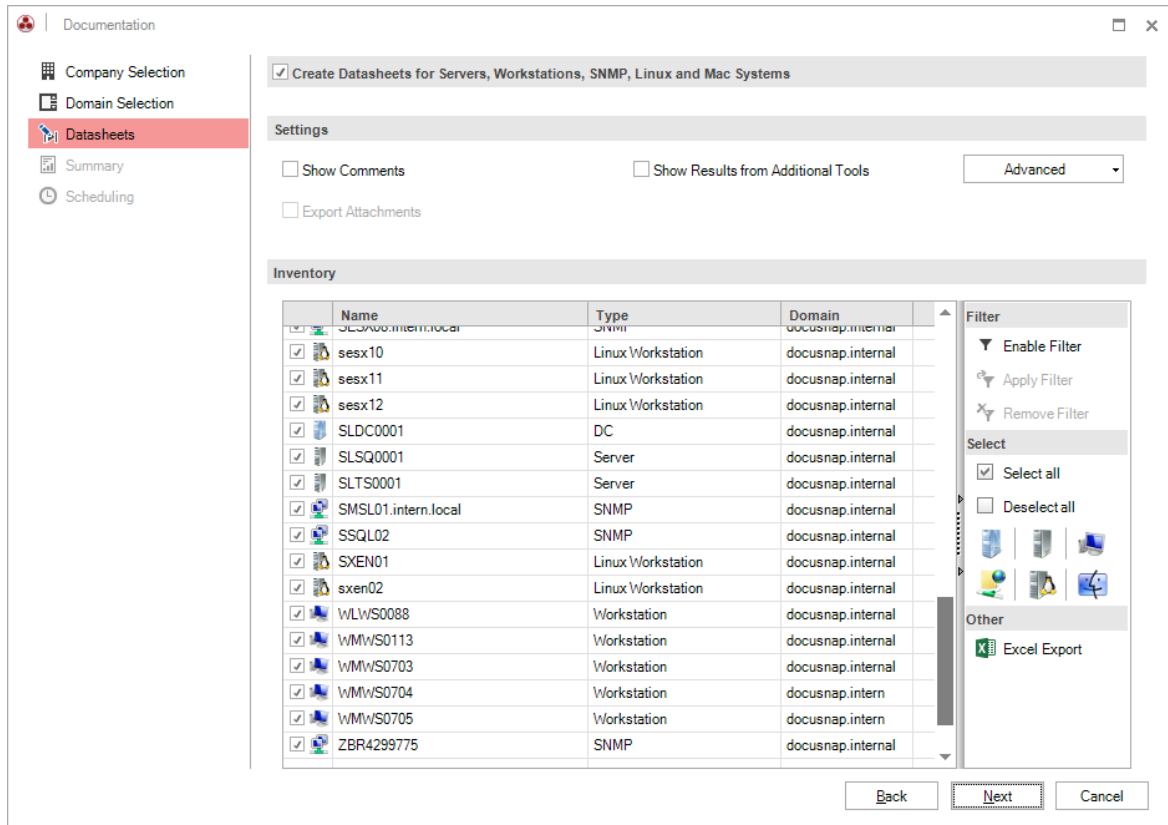 Documentation
Company Selection
Domain Selection
Datasheets
Summary
Scheduling
Create Datasheets for Servers, Workstations, SNMP, Linux and Mac Systems
Settings
Show Comments Show Results from Additional Tools Advanced
Export Attachments
Inventory
Name Type Domain
SESX08.intern.local SNMP docusnap.internal
sesx10 Linux Workstation docusnap.internal
sesx11 Linux Workstation docusnap.internal
sesx12 Linux Workstation docusnap.internal
SLDC0001 DC docusnap.internal
SLSQ0001 Server docusnap.internal
SLTS0001 Server docusnap.internal
SMSL01.intern.local SNMP docusnap.internal
SSQL02 SNMP docusnap.internal
SXEN01 Linux Workstation docusnap.internal
sxen02 Linux Workstation docusnap.internal
WLWS0088 Workstation docusnap.internal
WMWS0113 Workstation docusnap.internal
WMWS0703 Workstation docusnap.internal
WMWS0704 Workstation docusnap.intern
WMWS0705 Workstation docusnap.intern
ZBR4299775 SNMP docusnap.internal
Filter
Enable Filter
Apply Filter
Remove Filter
Select
Select all
Deselect all
Other
Excel Export
Back Next Cancel